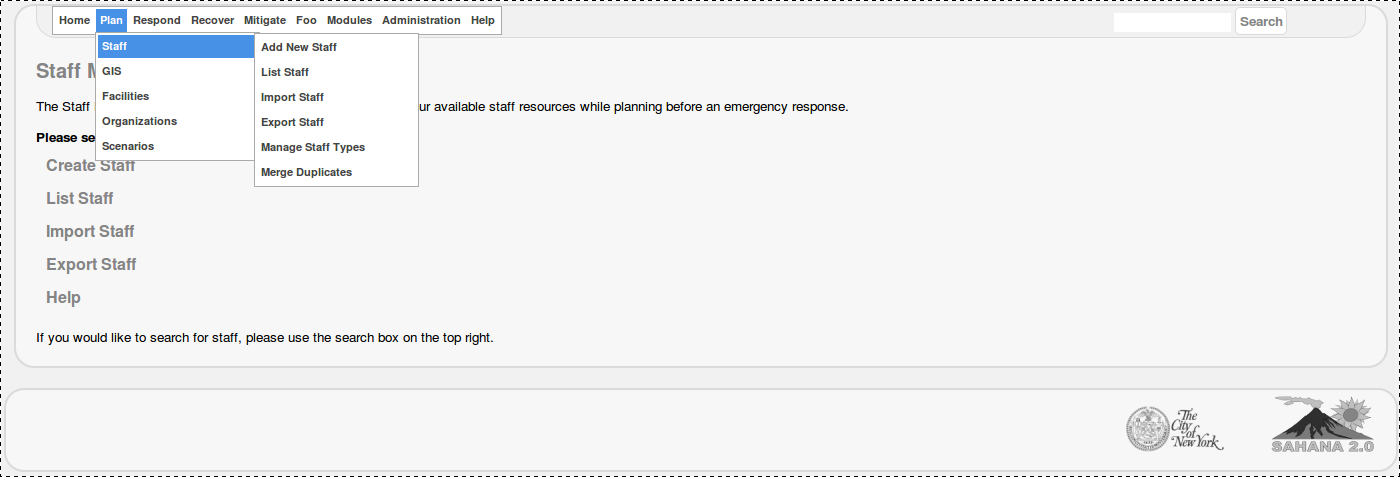 Home Plan Respond Recover Mitigate Foo Modules Administration Help Search
Staff
GIS
Facilities
Organizations
Scenarios
Add New Staff
List Staff
Import Staff
Export Staff
Manage Staff Types
Merge Duplicates
Staff
The Staff ur available staff resources while planning before an emergency response.
Please se
Create Staff
List Staff
Import Staff
Export Staff
Help
If you would like to search for staff, please use the search box on the top right.
The
City
of
New York
SAHANA 2.0